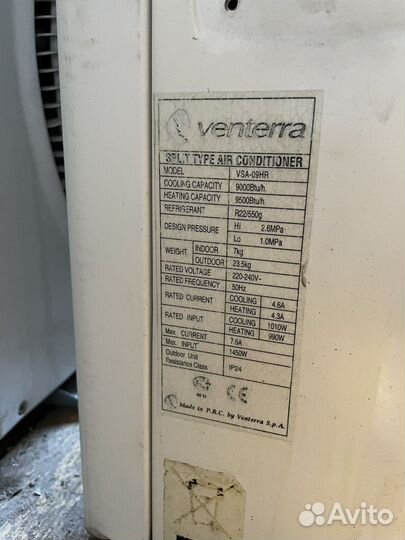 venterra
SPLIT TYPE AIR CONDITIONER
MODEL VSA-09HR
COOLING CAPACITY 9000Btu/h
HEATING CAPACITY 9500Btu/h
REFRIGERANT R22/550g
DESIGN PRESSURE Hi 2.6MPa
Lo 1.0MPa
WEIGHT INDOOR 7kg
OUTDOOR 23.5kg
RATED VOLTAGE 220-240V~
RATED FREQUENCY 50Hz
RATED CURRENT COOLING 4.6A
HEATING 4.3A
RATED INPUT COOLING 1010W
HEATING 990W
Max. CURRENT 7.6A
Max. INPUT 1450W
Outdoor Unit
Resistance Class IP24
CE
Made in P.R.C. by Venterra S.p.A.
Avito